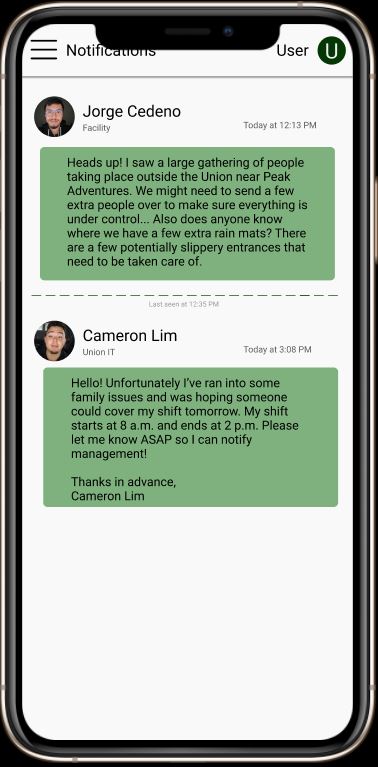 Notifications User U
Jorge Cedeno
Facility Today at 12:13 PM
Heads up! I saw a large gathering of people
taking place outside the Union near Peak
Adventures. We might need to send a few
extra people over to make sure everything is
under control... Also does anyone know
where we have a few extra rain mats? There
are a few potentially slippery entrances that
need to be taken care of.
Last seen at 12:35 PM
Cameron Lim
Union IT Today at 3:08 PM
Hello! Unfortunately I've ran into some
family issues and was hoping someone
could cover my shift tomorrow. My shift
starts at 8 a.m. and ends at 2 p.m. Please
let me know ASAP so I can notify
management!
Thanks in advance,
Cameron Lim